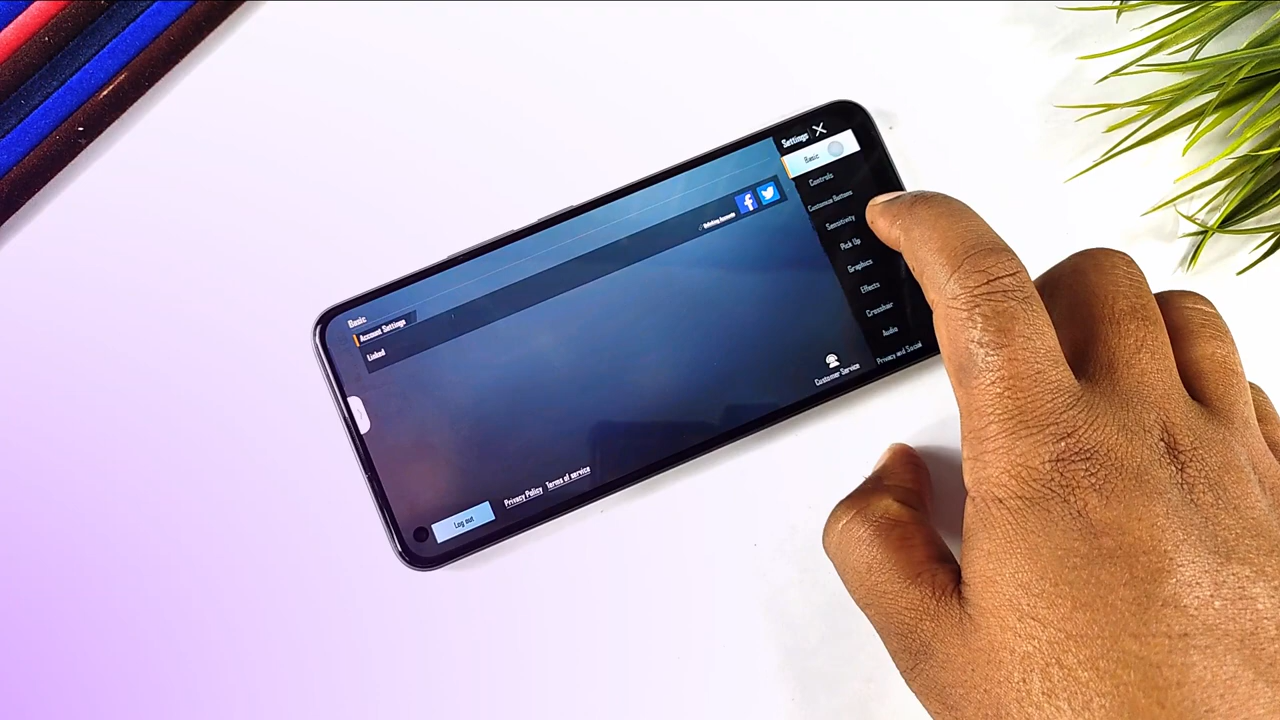 Settings
Basic
Controls
Customize Buttons
Sensitivity
Pick Up
Graphics
Effects
Crosshair
Audio
Privacy and Social
Basic
Account Settings
Linked
Customer Service
Privacy Policy
Terms of service
Log out